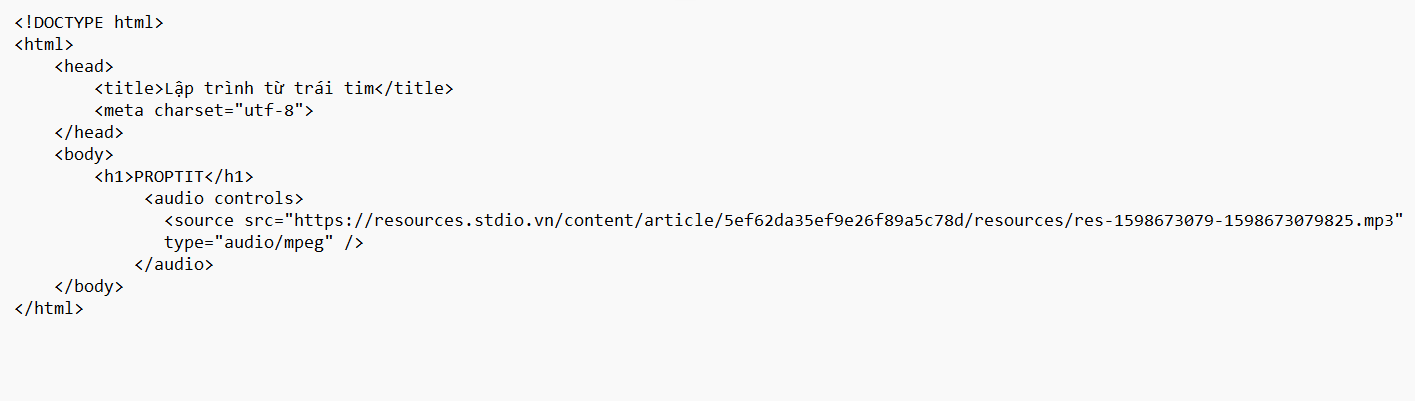 <!DOCTYPE html>
<html>
    <head>
        <title>Lập trình từ trái tim</title>
        <meta charset="utf-8">
    </head>
    <body>
        <h1>PROPTIT</h1>
             <audio controls>
               <source src="https://resources.stdio.vn/content/article/5ef62da35ef9e26f89a5c78d/resources/res-1598673079-1598673079825.mp3"
               type="audio/mpeg" />
            </audio>
    </body>
</html>